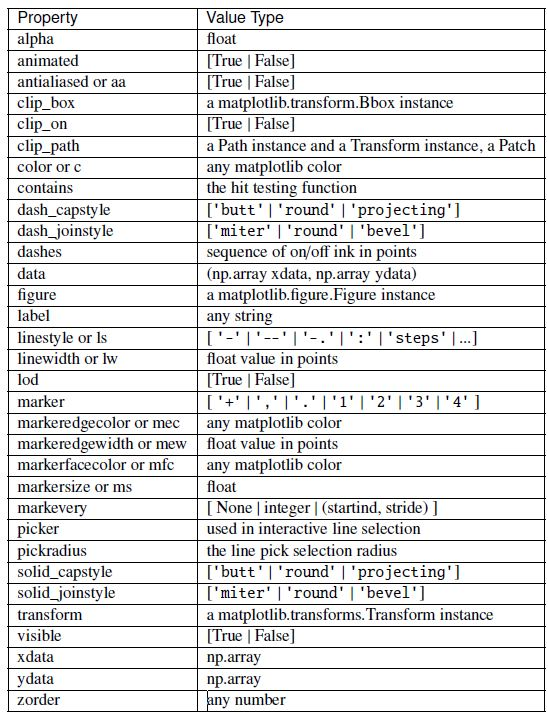 Property Value Type
alpha float
animated [True | False]
antialiased or aa [True | False]
clip_box a matplotlib.transform.Bbox instance
clip_on [True | False]
clip_path a Path instance and a Transform instance, a Patch
color or c any matplotlib color
contains the hit testing function
dash_capstyle ['butt'|'round'|'projecting']
dash_joinstyle ['miter'|'round'|'bevel']
dashes sequence of on/off ink in points
data (np.array xdata, np.array ydata)
figure a matplotlib.figure.Figure instance
label any string
linestyle or ls [ '-'|'--'|'-.'|':'|'steps'|...]
linewidth or lw float value in points
lod [True | False]
marker [ '+'|','|'.'|'1'|'2'|'3'|'4' ]
markeredgecolor or mec any matplotlib color
markeredgewidth or mew float value in points
markerfacecolor or mfc any matplotlib color
markersize or ms float
markevery [ None | integer | (startind, stride) ]
picker used in interactive line selection
pickradius the line pick selection radius
solid_capstyle ['butt'|'round'|'projecting']
solid_joinstyle ['miter'|'round'|'bevel']
transform a matplotlib.transforms.Transform instance
visible [True | False]
xdata np.array
ydata np.array
zorder any number